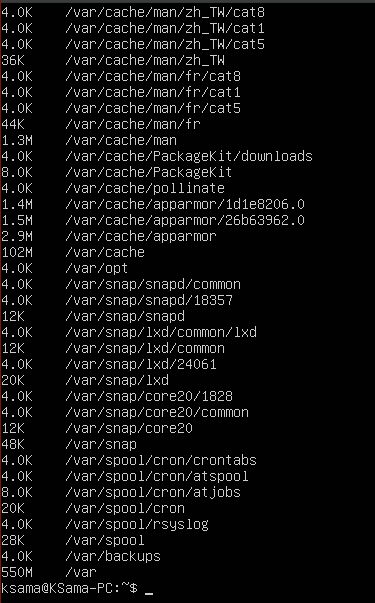 4.0K /var/cache/man/zh_TW/cat8
4.0K /var/cache/man/zh_TW/cat1
4.0K /var/cache/man/zh_TW/cat5
36K /var/cache/man/zh_TW
4.0K /var/cache/man/fr/cat8
4.0K /var/cache/man/fr/cat1
4.0K /var/cache/man/fr/cat5
44K /var/cache/man/fr
1.3M /var/cache/man
4.0K /var/cache/PackageKit/downloads
8.0K /var/cache/PackageKit
4.0K /var/cache/pollinate
1.4M /var/cache/apparmor/1d1e8206.0
1.5M /var/cache/apparmor/26b63962.0
2.9M /var/cache/apparmor
102M /var/cache
4.0K /var/opt
4.0K /var/snap/snapd/common
4.0K /var/snap/snapd/18357
12K /var/snap/snapd
4.0K /var/snap/lxd/common/lxd
12K /var/snap/lxd/common
4.0K /var/snap/lxd/24061
20K /var/snap/lxd
4.0K /var/snap/core20/1828
4.0K /var/snap/core20/common
12K /var/snap/core20
48K /var/snap
4.0K /var/spool/cron/crontabs
4.0K /var/spool/cron/atspool
8.0K /var/spool/cron/atjobs
20K /var/spool/cron
4.0K /var/spool/rsyslog
28K /var/spool
4.0K /var/backups
550M /var
ksama@KSama-PC:~$ _